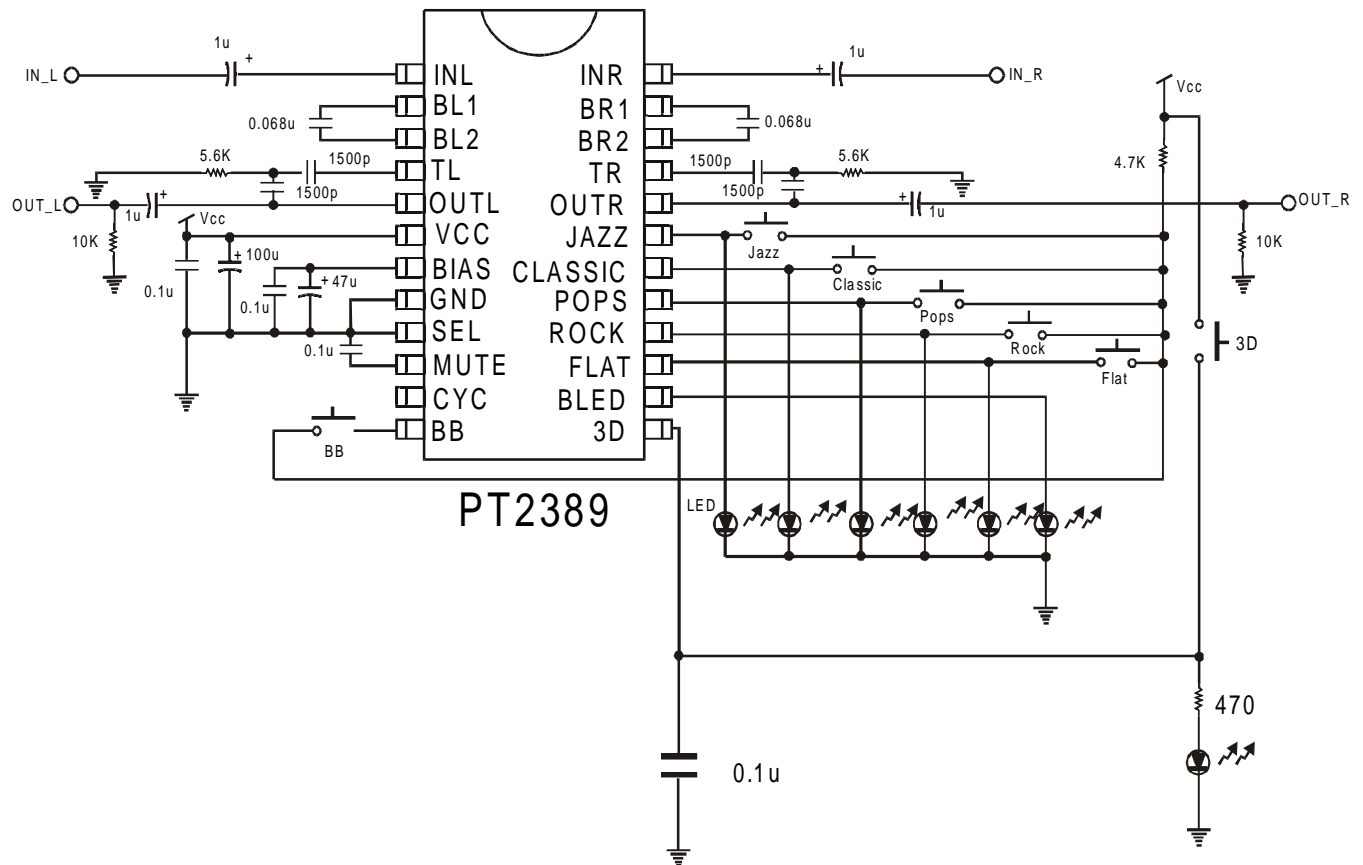 1u
+
IN_L
INL
INR
+
1u
IN_R
Vcc
BL1
BR1
0.068u
0.068u
BL2
BR2
4.7K
5.6K
1500p
TL
TR
1500p
5.6K
1500p
1500p
OUT_L
1u
+
OUTL
OUTR
+
1u
OUT_R
Vcc
10K
VCC
JAZZ
Jazz
10K
+
100u
BIAS
CLASSIC
Classic
0.1u
0.1u
+
47u
GND
POPS
Pops
SEL
ROCK
Rock
3D
0.1u
MUTE
FLAT
Flat
CYC
BLED
BB
BB
3D
PT2389
LED
470
0.1u